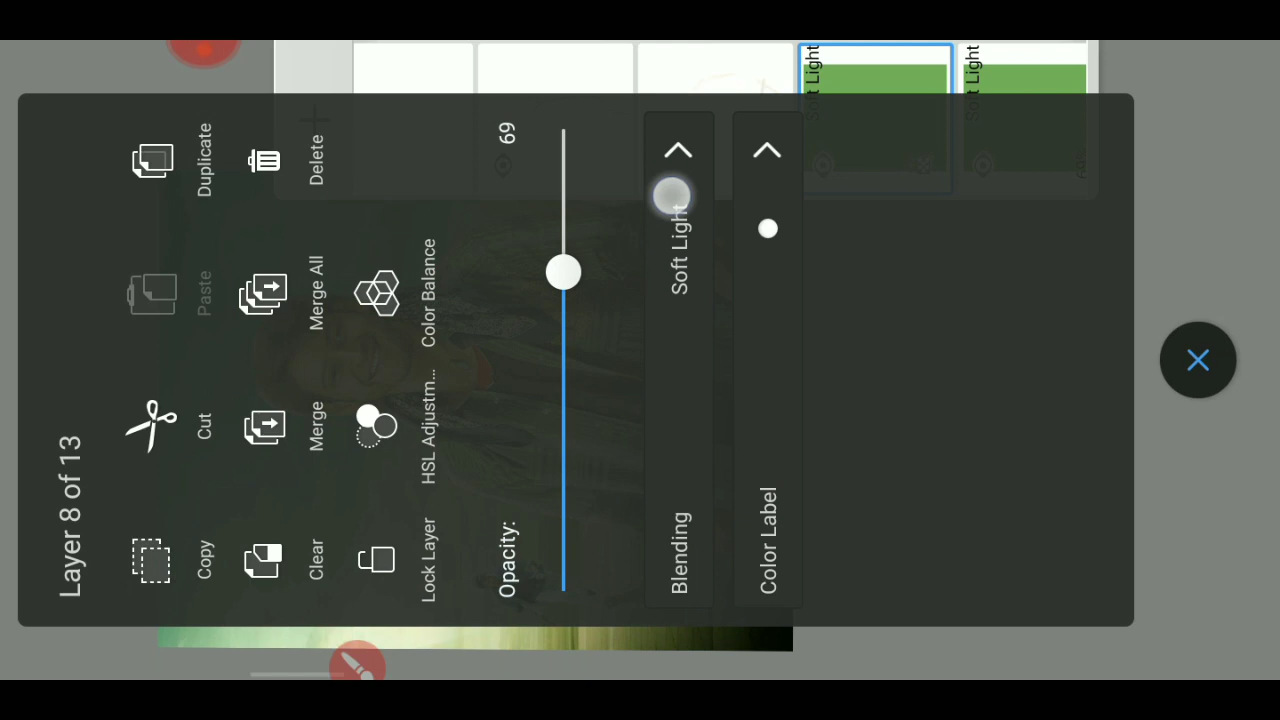 Layer 8 of 13
Copy
Cut
Paste
Duplicate
Clear
Merge
Merge All
Delete
Lock Layer
HSL Adjustm...
Color Balance
Opacity:
69
Blending
Soft Light
Color Label
Soft Light
Soft Light